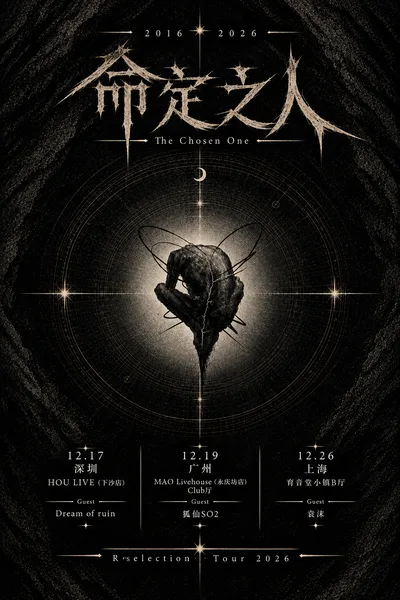 2016 2026
命定之人
The Chosen One
12.17
深圳
HOU LIVE (下沙店)
Guest
Dream of ruin
12.19
广州
MAO Livehouse (永庆坊店)
Club厅
Guest
狐仙SO2
12.26
上海
育音堂小镇B厅
Guest
袁沫
Rrselection Tour 2026